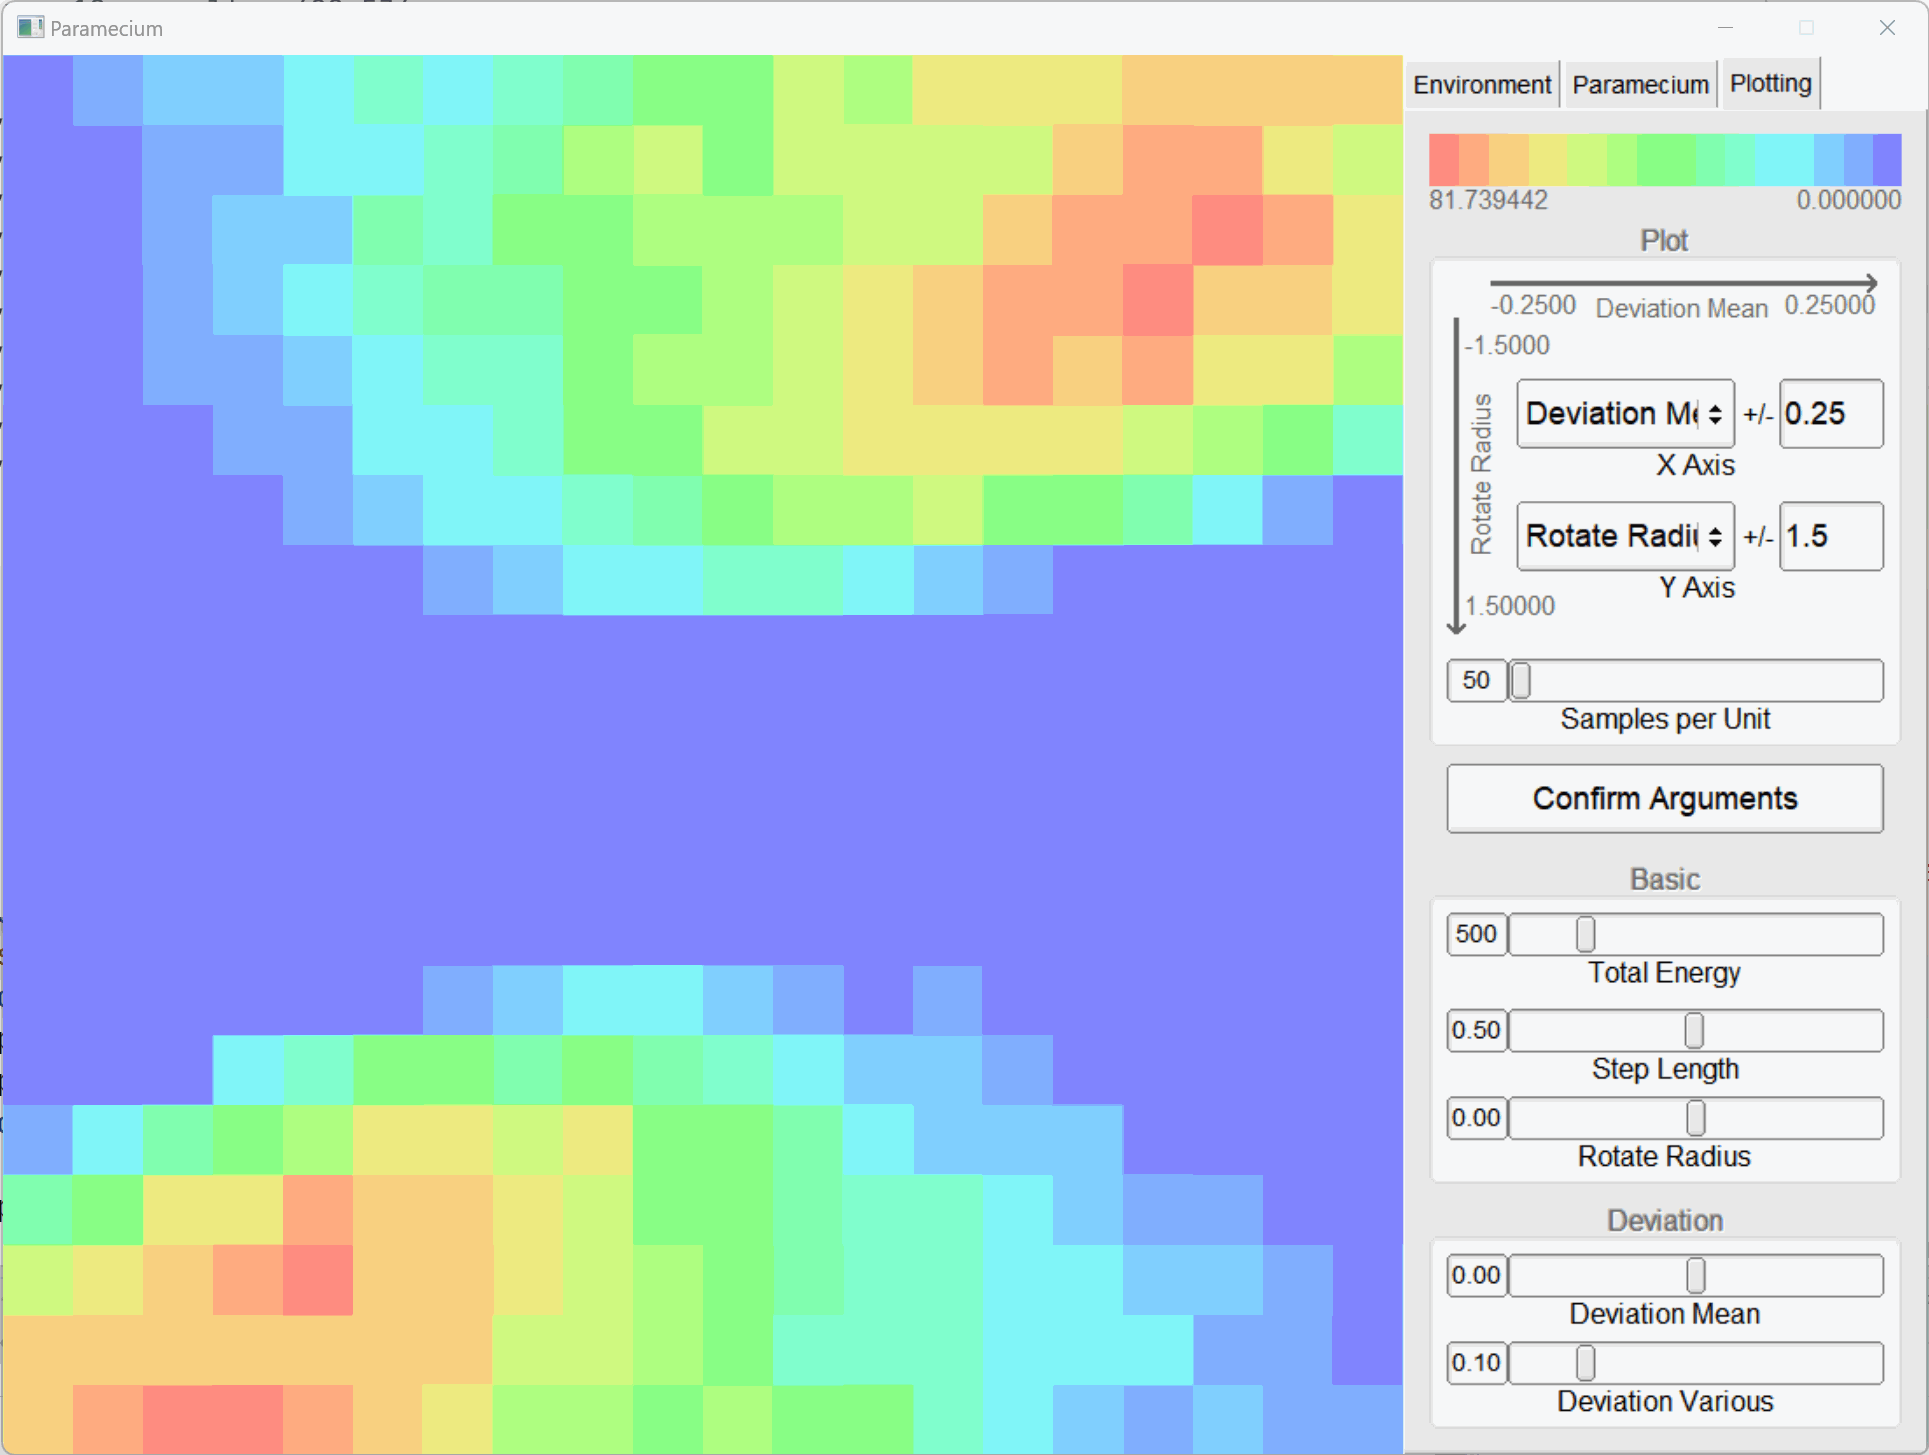 Paramecium
Environment Paramecium Plotting
81.739442 0.000000
Plot
-0.2500 Deviation Mean 0.25000
-1.5000
Rotate Radius
Deviation Me +/- 0.25
X Axis
Rotate Radiu +/- 1.5
Y Axis
1.50000
50
Samples per Unit
Confirm Arguments
Basic
500
Total Energy
0.50
Step Length
0.00
Rotate Radius
Deviation
0.00
Deviation Mean
0.10
Deviation Various